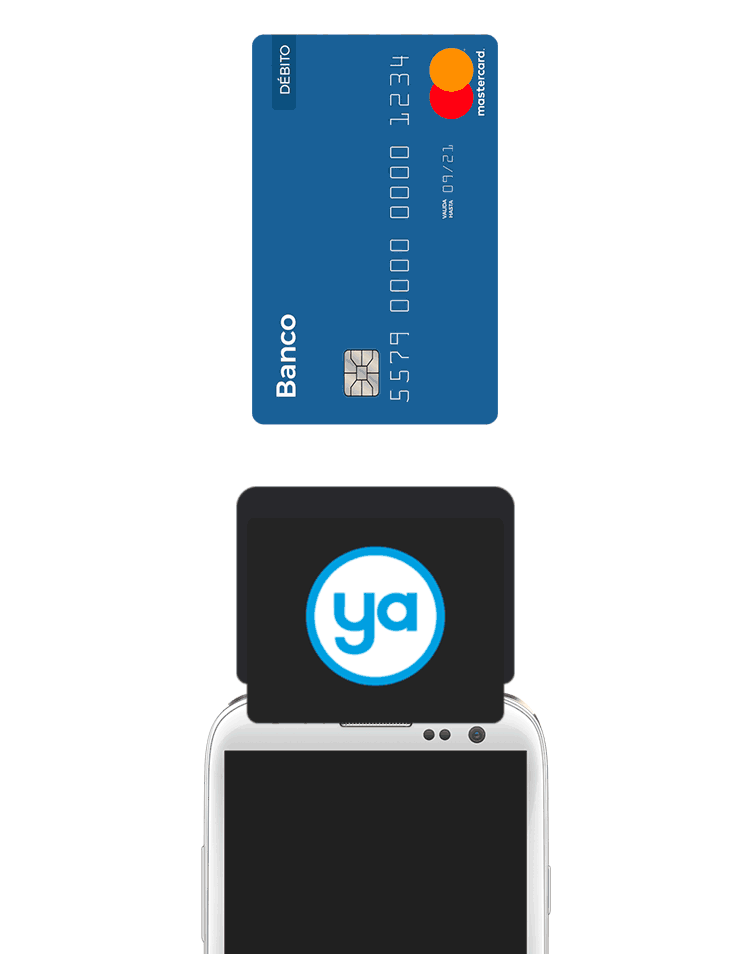 DÉBITO
Banco
5579 0000 0000 1234
VALIDA
HASTA
09/21
mastercard.
ya